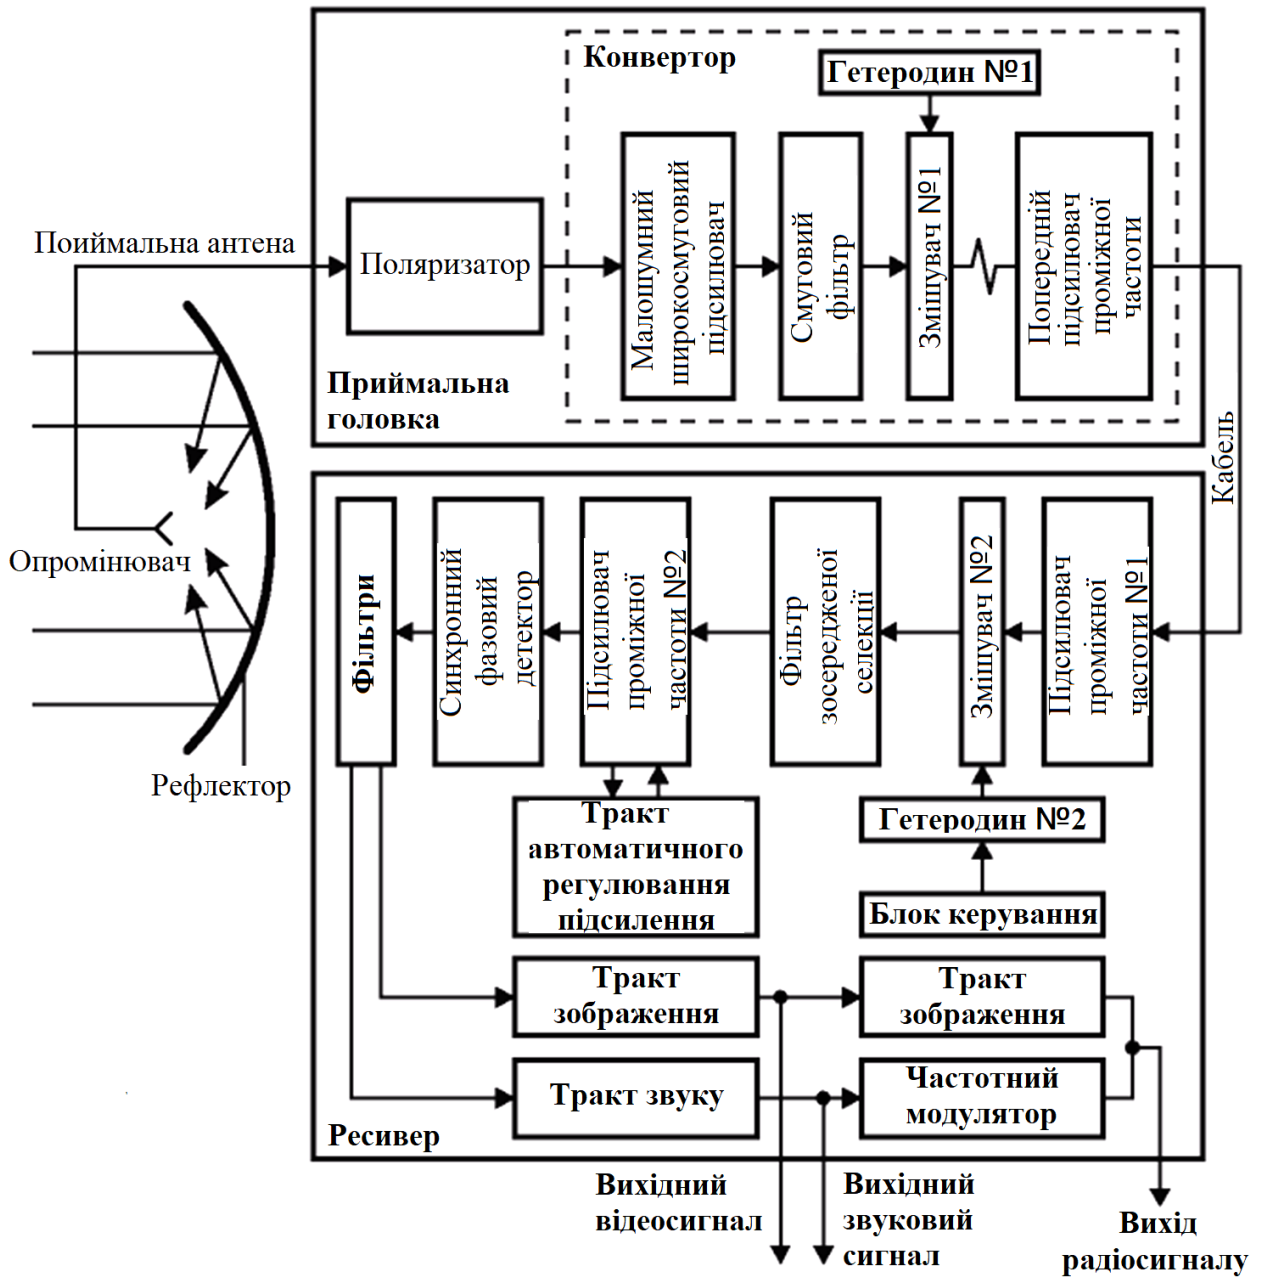 Конвертор
Гетеродин №1
Малошумний
широкосмуговий
підсилювач
Смуговий
фільтр
Змішувач №1
Попередній
підсилювач
проміжної
частоти
Поиймальна антена
Поляризатор
Приймальна
головка
Кабель
Опромінювач
Рефлектор
Фільтри
Синхронний
фазовий
детектор
Підсилювач
проміжної
частоти №2
Фільтр
зосередженої
селекції
Змішувач №2
Підсилювач
проміжної
частоти №1
Тракт
автоматичного
регулювання
підсилення
Гетеродин №2
Блок керування
Тракт
зображення
Тракт
зображення
Тракт звуку
Частотний
модулятор
Ресивер
Вихідний
відеосигнал
Вихідний
звуковий
сигнал
Вихід
радіосигналу